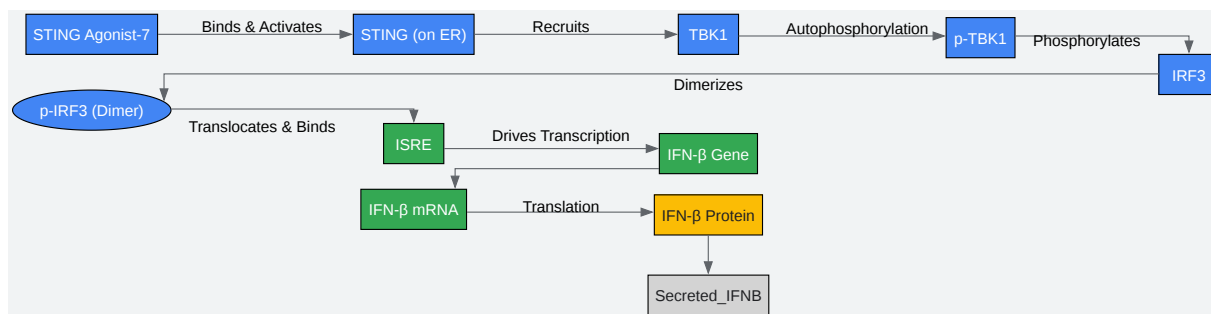 STING Agonist-7
Binds & Activates
STING (on ER)
Recruits
TBK1
Autophosphorylation
p-TBK1
Phosphorylates
IRF3
Dimerizes
p-IRF3 (Dimer)
Translocates & Binds
ISRE
Drives Transcription
IFN-β Gene
IFN-β mRNA
Translation
IFN-β Protein
Secreted_IFNB